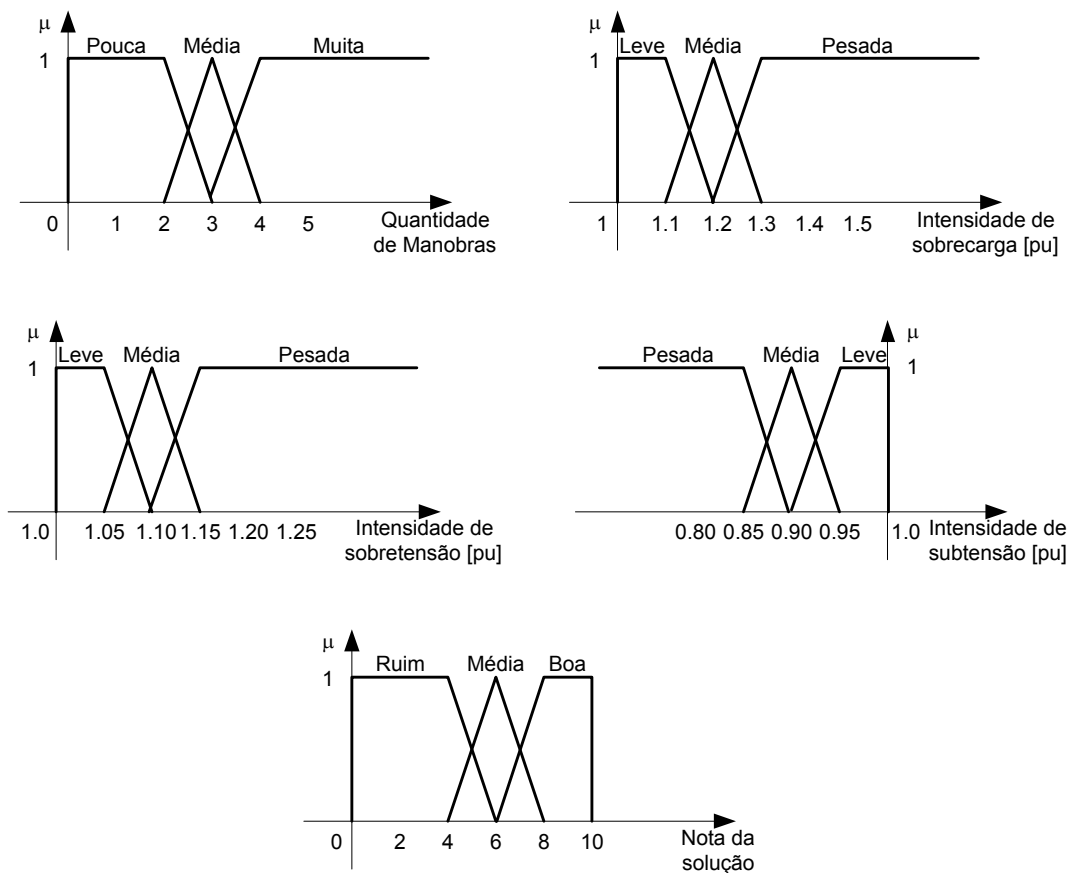 μ
1
Pouca Média Muita
0 1 2 3 4 5
Quantidade
de Manobras
μ
1
Leve Média Pesada
1 1.1 1.2 1.3 1.4 1.5
Intensidade de
sobrecarga [pu]
μ
1
Leve Média Pesada
1.0 1.05 1.10 1.15 1.20 1.25
Intensidade de
sobretensão [pu]
μ
1
Pesada Média Leve
0.80 0.85 0.90 0.95 1.0
Intensidade de
subtensão [pu]
μ
1
Ruim Média Boa
0 2 4 6 8 10
Nota da
solução